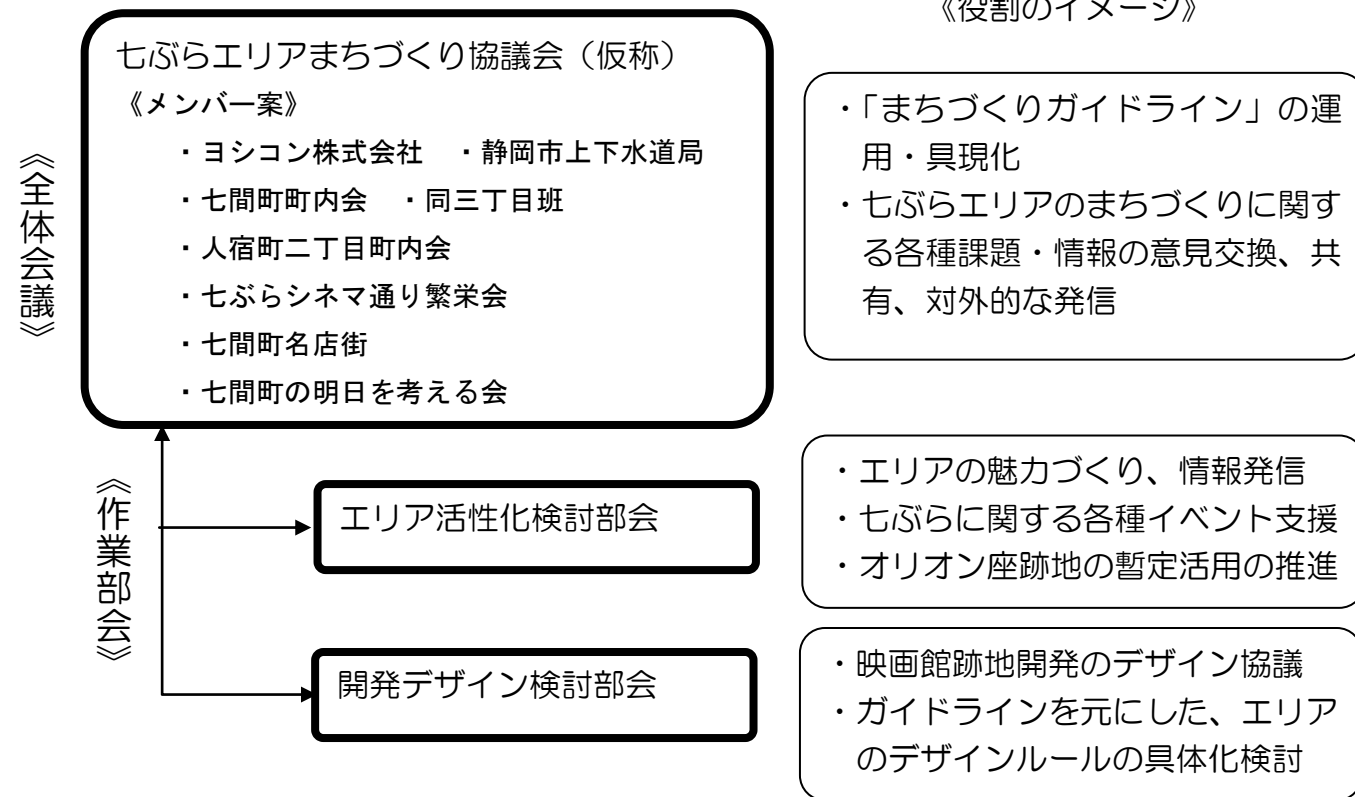 《役割のイメージ》
《全体会議》
七ぶらエリアまちづくり協議会（仮称）
《メンバー案》
・ヨシコン株式会社　・静岡市上下水道局
・七間町町内会　・同三丁目班
・人宿町二丁目町内会
・七ぶらシネマ通り繁栄会
・七間町名店街
・七間町の明日を考える会
・「まちづくりガイドライン」の運
用・具現化
・七ぶらエリアのまちづくりに関す
る各種課題・情報の意見交換、共
有、対外的な発信
《作業部会》
エリア活性化検討部会
・エリアの魅力づくり、情報発信
・七ぶらに関する各種イベント支援
・オリオン座跡地の暫定活用の推進
開発デザイン検討部会
・映画館跡地開発のデザイン協議
・ガイドラインを元にした、エリア
のデザインルールの具体化検討